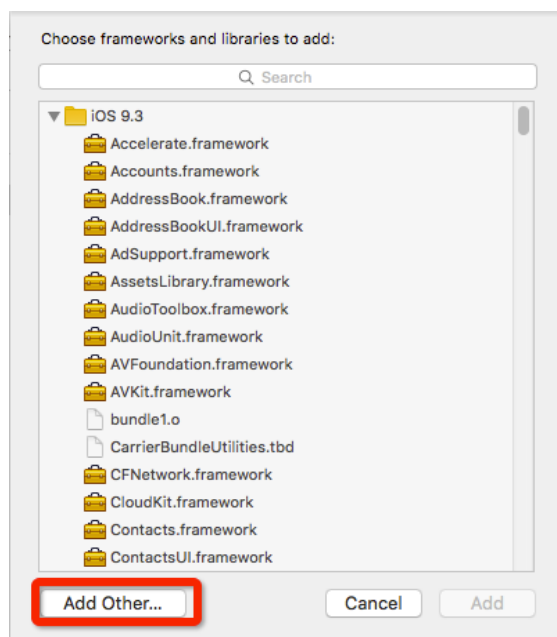 Choose frameworks and libraries to add:
Search
iOS 9.3
Accelerate.framework
Accounts.framework
AddressBook.framework
AddressBookUI.framework
AdSupport.framework
AssetsLibrary.framework
AudioToolbox.framework
AudioUnit.framework
AVFoundation.framework
AVKit.framework
bundle1.o
CarrierBundleUtilities.tbd
CFNetwork.framework
CloudKit.framework
Contacts.framework
ContactsUI.framework
Add Other... Cancel Add